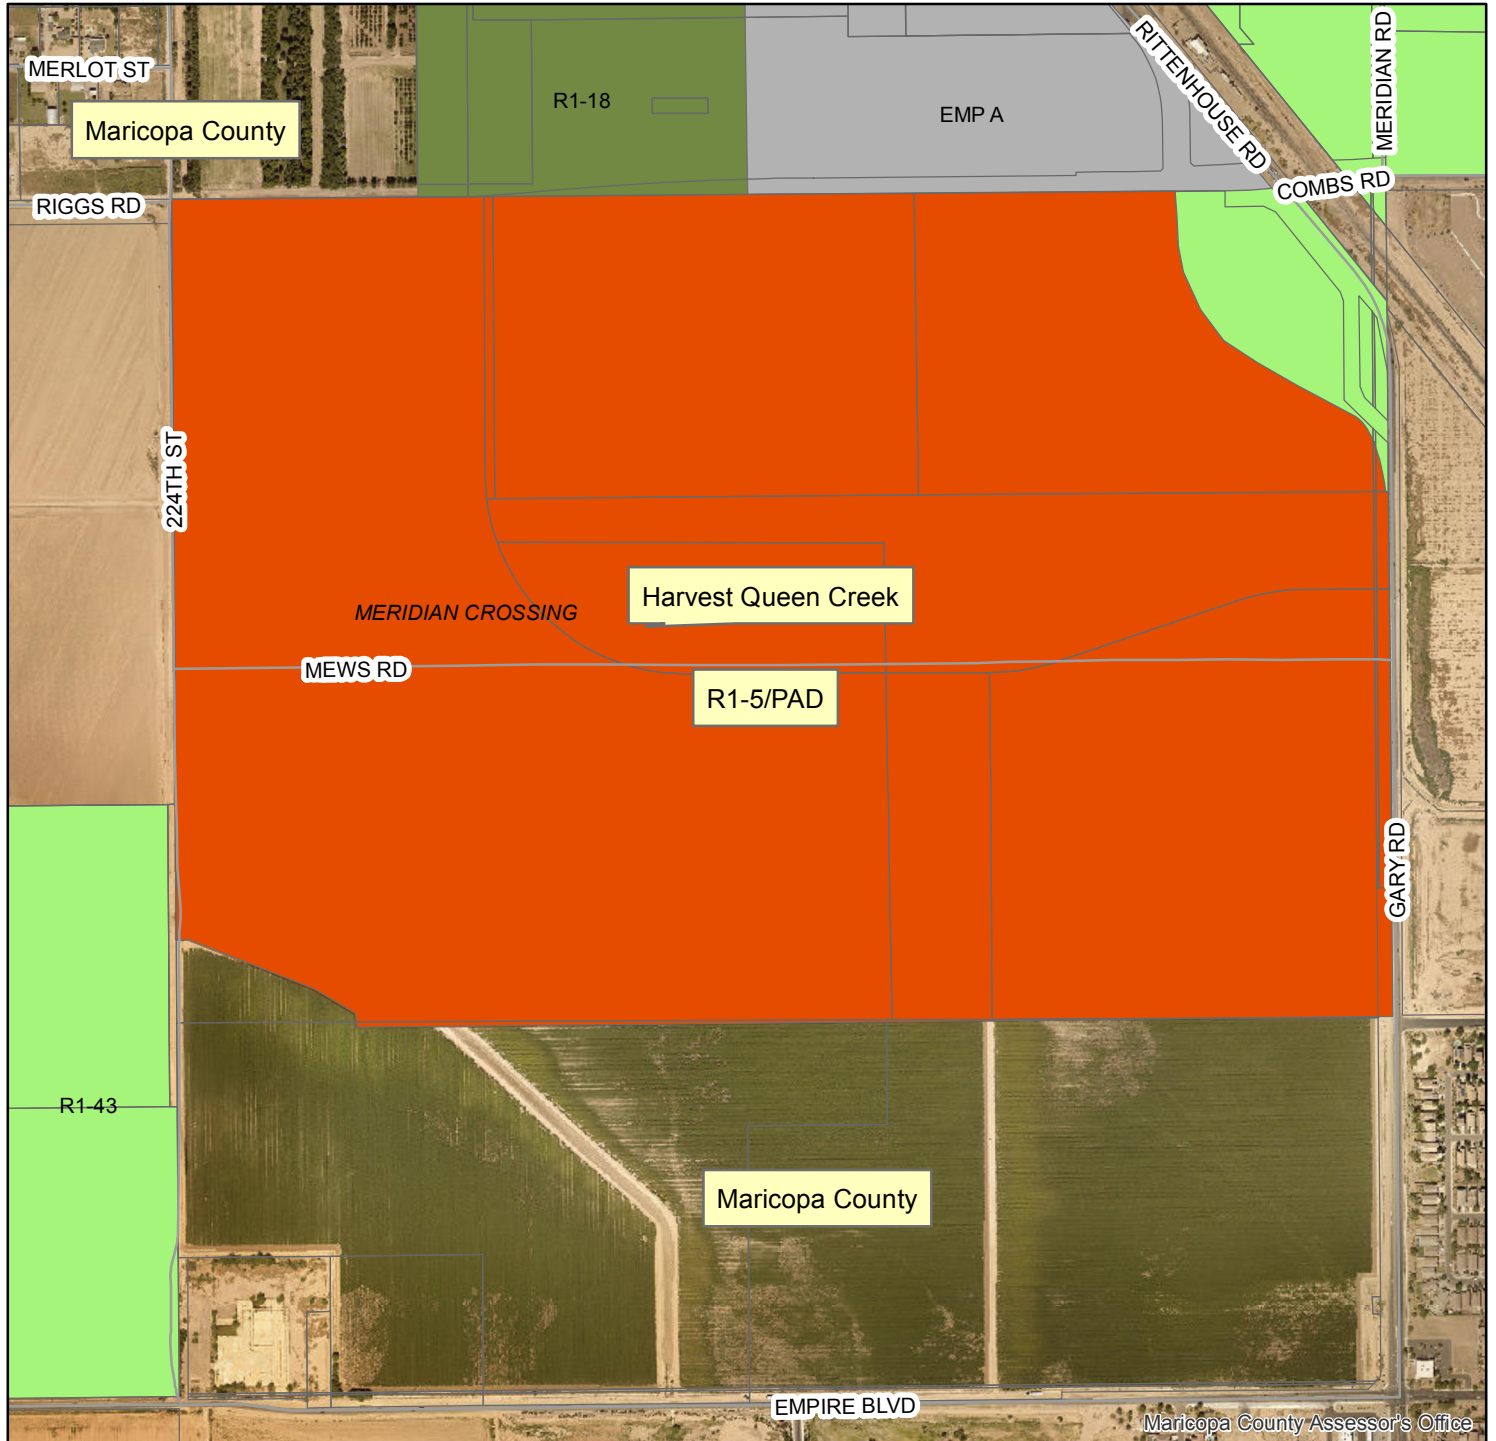 MERLOT ST
Maricopa County
RIGGS RD
R1-18
EMP A
RITTENHOUSE RD
MERIDIAN RD
COMBS RD
224TH ST
Harvest Queen Creek
MERIDIAN CROSSING
MEWS RD
R1-5/PAD
GARY RD
R1-43
Maricopa County
EMPIRE BLVD
Maricopa County Assessor's Office